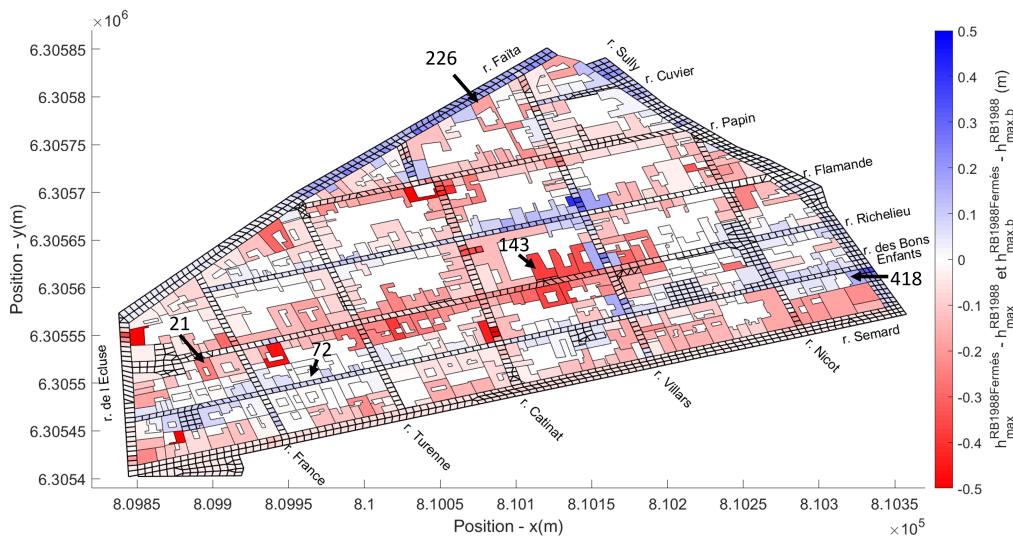 ×10⁶
6.30585
6.3058
6.30575
6.3057
6.30565
6.3056
6.30555
6.3055
6.30545
6.3054
Position - y(m)
226
r. Faïta
r. Sully
r. Cuvier
r. Papin
r. Flamande
r. Richelieu
r. des Bons
Enfants
143
418
21
72
r. de l Ecluse
r. Semard
r. Nicot
r. Villars
r. Catinat
r. Turenne
r. France
8.0985
8.099
8.0995
8.1
8.1005
8.101
8.1015
8.102
8.1025
8.103
8.1035
Position - x(m)
×10⁵
0.5
0.4
0.3
0.2
0.1
0
-0.1
-0.2
-0.3
-0.4
-0.5
h_max^RB1988Fermés - h_max^RB1988 et h_max.b^RB1988Fermés - h_max.b^RB1988 (m)